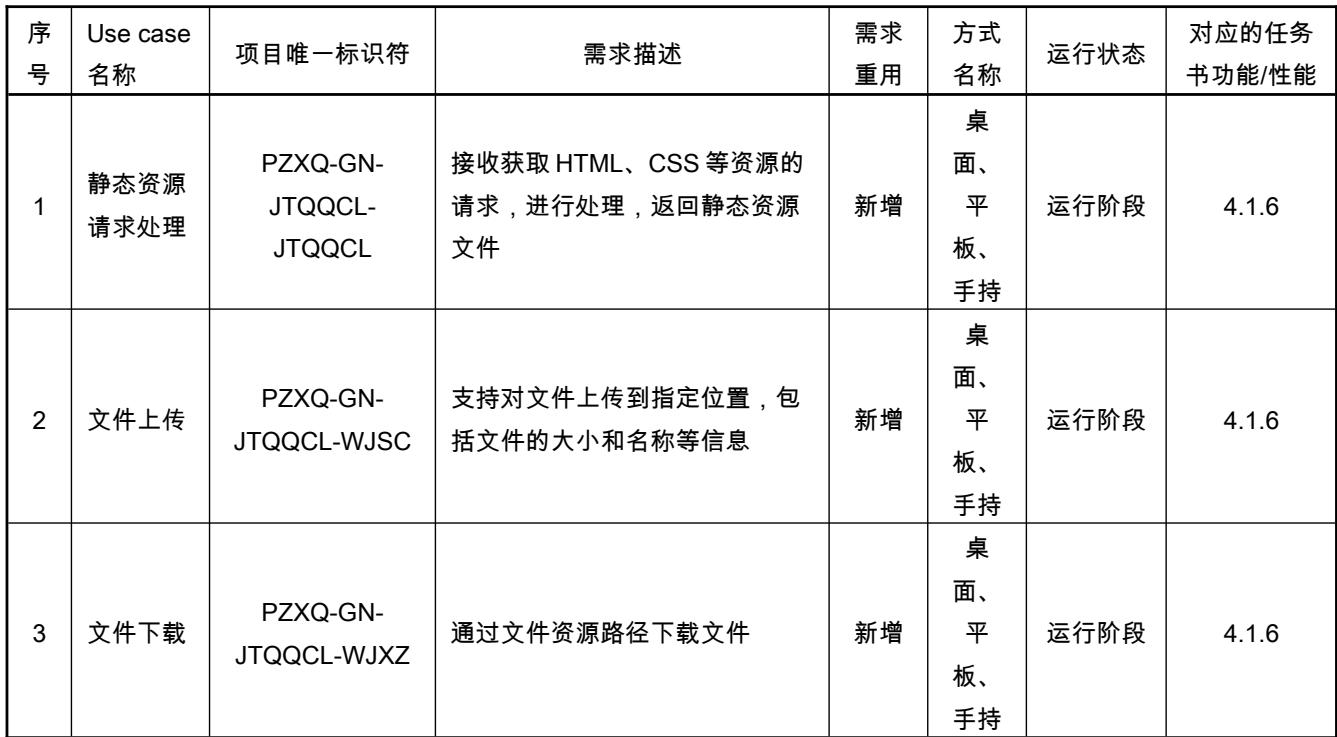 序号
Use case名称
项目唯一标识符
需求描述
需求重用
方式名称
运行状态
对应的任务书功能/性能
1
静态资源
请求处理
PZXQ-GN-
JTQQCL-
JTQQCL
接收获取 HTML、CSS 等资源的
请求，进行处理，返回静态资源
文件
新增
桌
面、
平
板、
手持
运行阶段
4.1.6
2
文件上传
PZXQ-GN-
JTQQCL-WJSC
支持对文件上传到指定位置，包
括文件的大小和名称等信息
新增
桌
面、
平
板、
手持
运行阶段
4.1.6
3
文件下载
PZXQ-GN-
JTQQCL-WJXZ
通过文件资源路径下载文件
新增
桌
面、
平
板、
手持
运行阶段
4.1.6